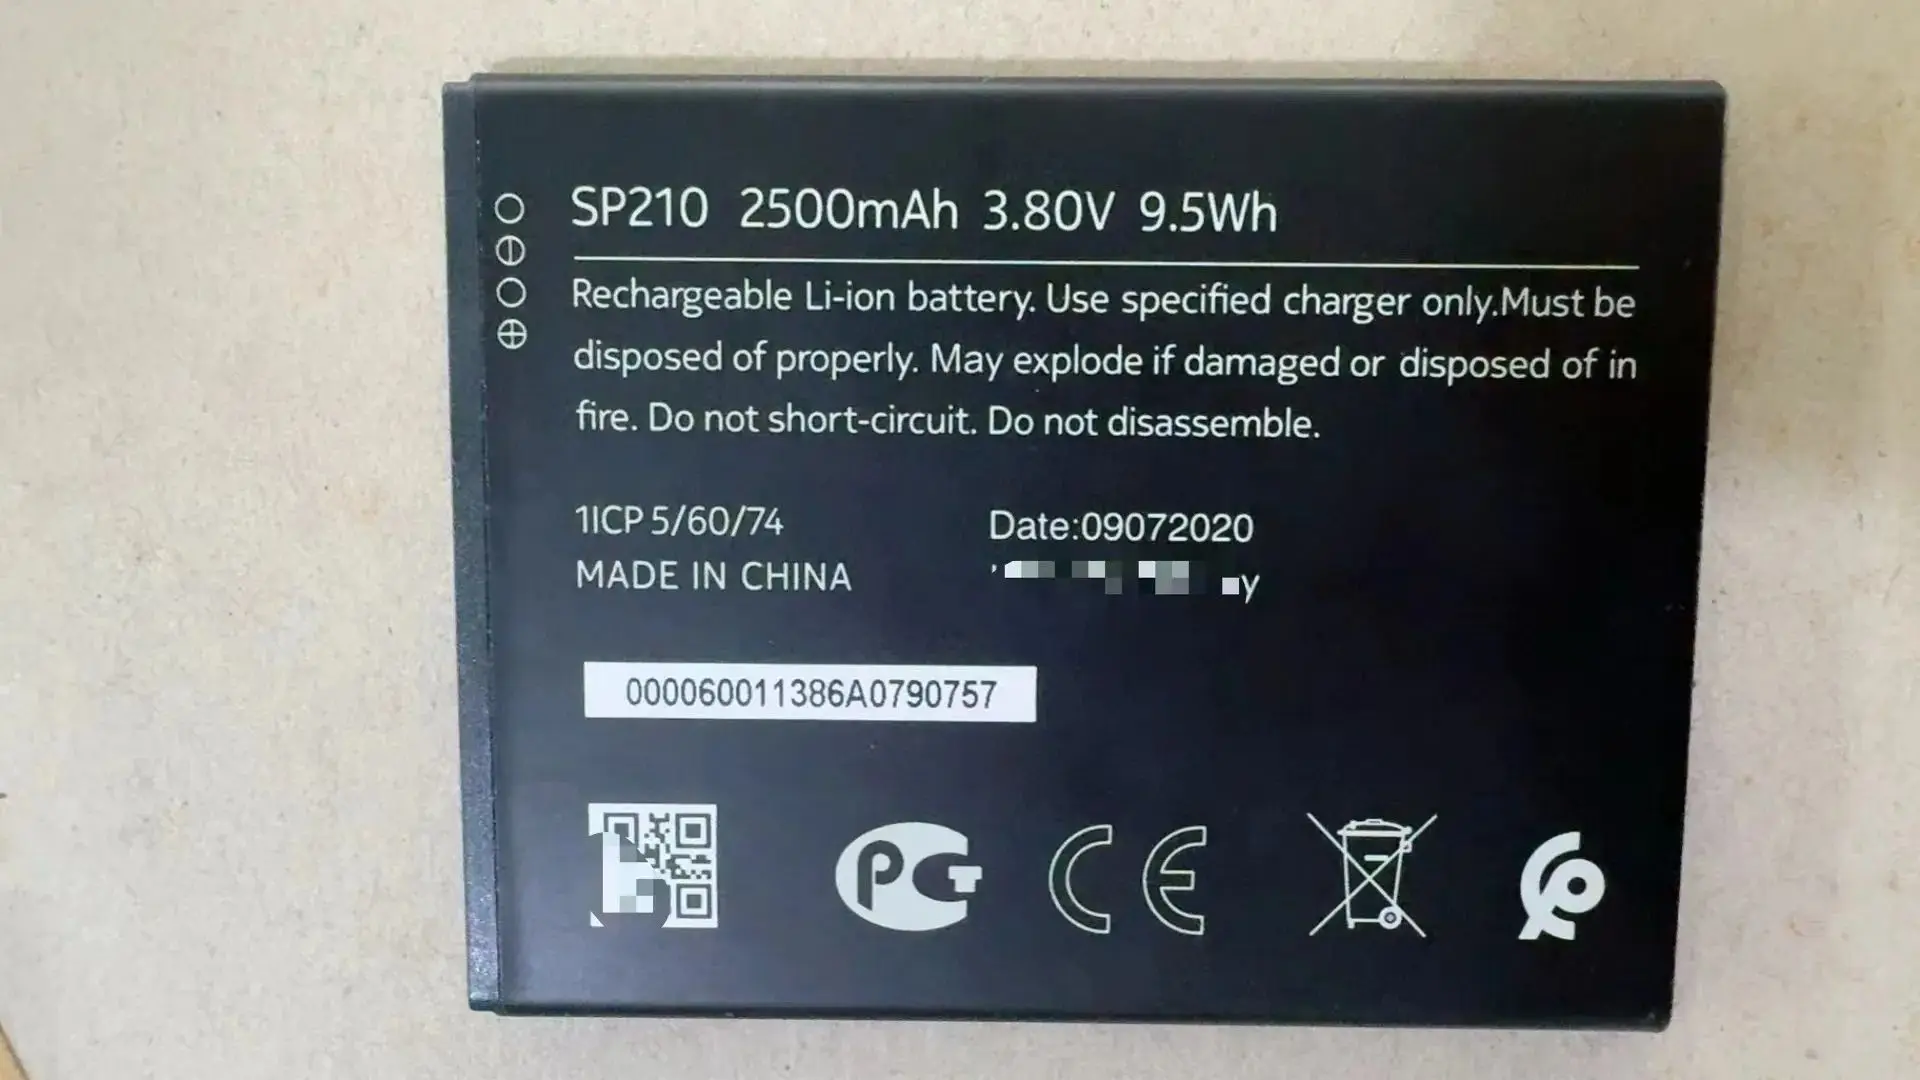 SP210 2500mAh 3.80V 9.5Wh
Rechargeable Li-ion battery. Use specified charger only.Must be
disposed of properly. May explode if damaged or disposed of in
fire. Do not short-circuit. Do not disassemble.
1ICP 5/60/74
Date:09072020
MADE IN CHINA
000060011386A0790757
PCT
CE